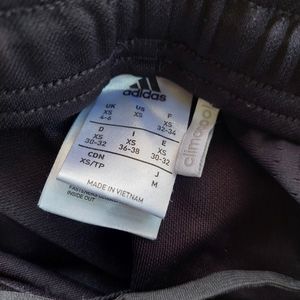 adidas
UK US F
XS XS XS
4-6 32-34
D I E
XS XS XS
30-32 36-38 30-32
CDN J
XS/TP M
MADE IN VIETNAM
INSIDE OUT
climacool